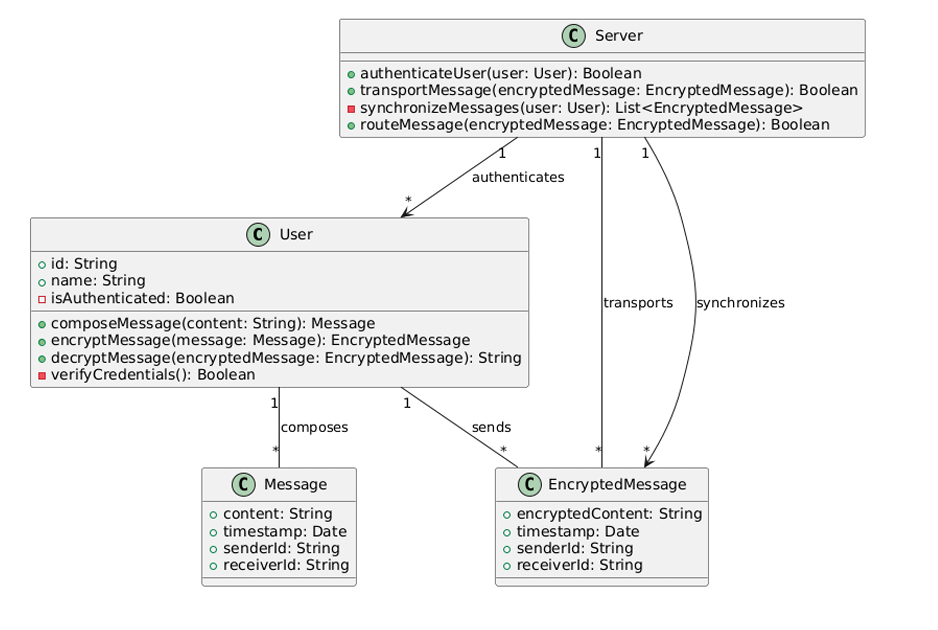 C Server
authenticateUser(user: User): Boolean
transportMessage(encryptedMessage: EncryptedMessage): Boolean
synchronizeMessages(user: User): List<EncryptedMessage>
routeMessage(encryptedMessage: EncryptedMessage): Boolean
1
1
1
authenticates
*
C User
id: String
name: String
isAuthenticated: Boolean
composeMessage(content: String): Message
encryptMessage(message: Message): EncryptedMessage
decryptMessage(encryptedMessage: EncryptedMessage): String
verifyCredentials(): Boolean
transports
synchronizes
1
1
composes
sends
*
*
*
*
C Message
content: String
timestamp: Date
senderId: String
receiverId: String
C EncryptedMessage
encryptedContent: String
timestamp: Date
senderId: String
receiverId: String